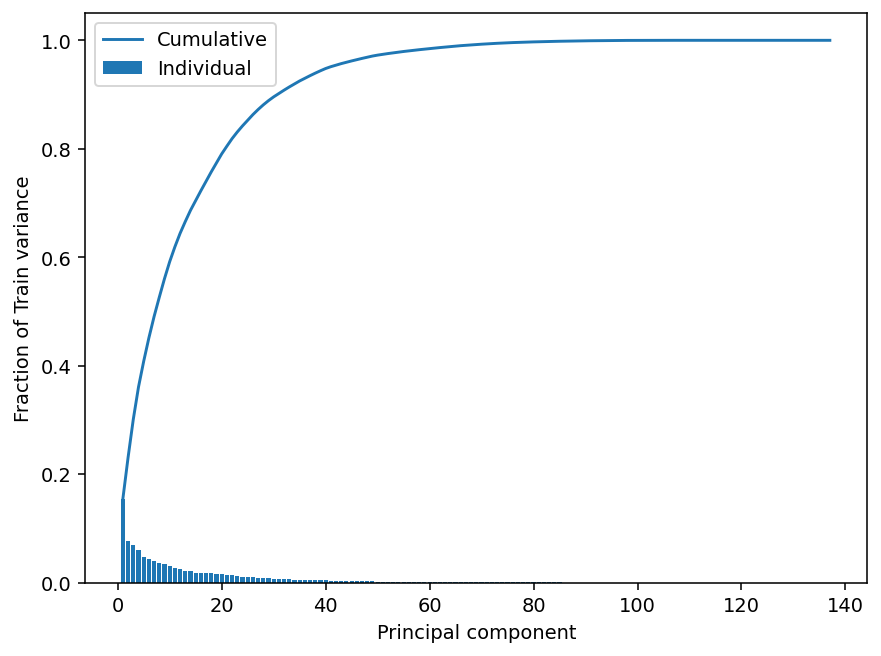 Cumulative
Individual
1.0
0.8
0.6
0.4
0.2
0.0
Fraction of Train variance
0 20 40 60 80 100 120 140
Principal component